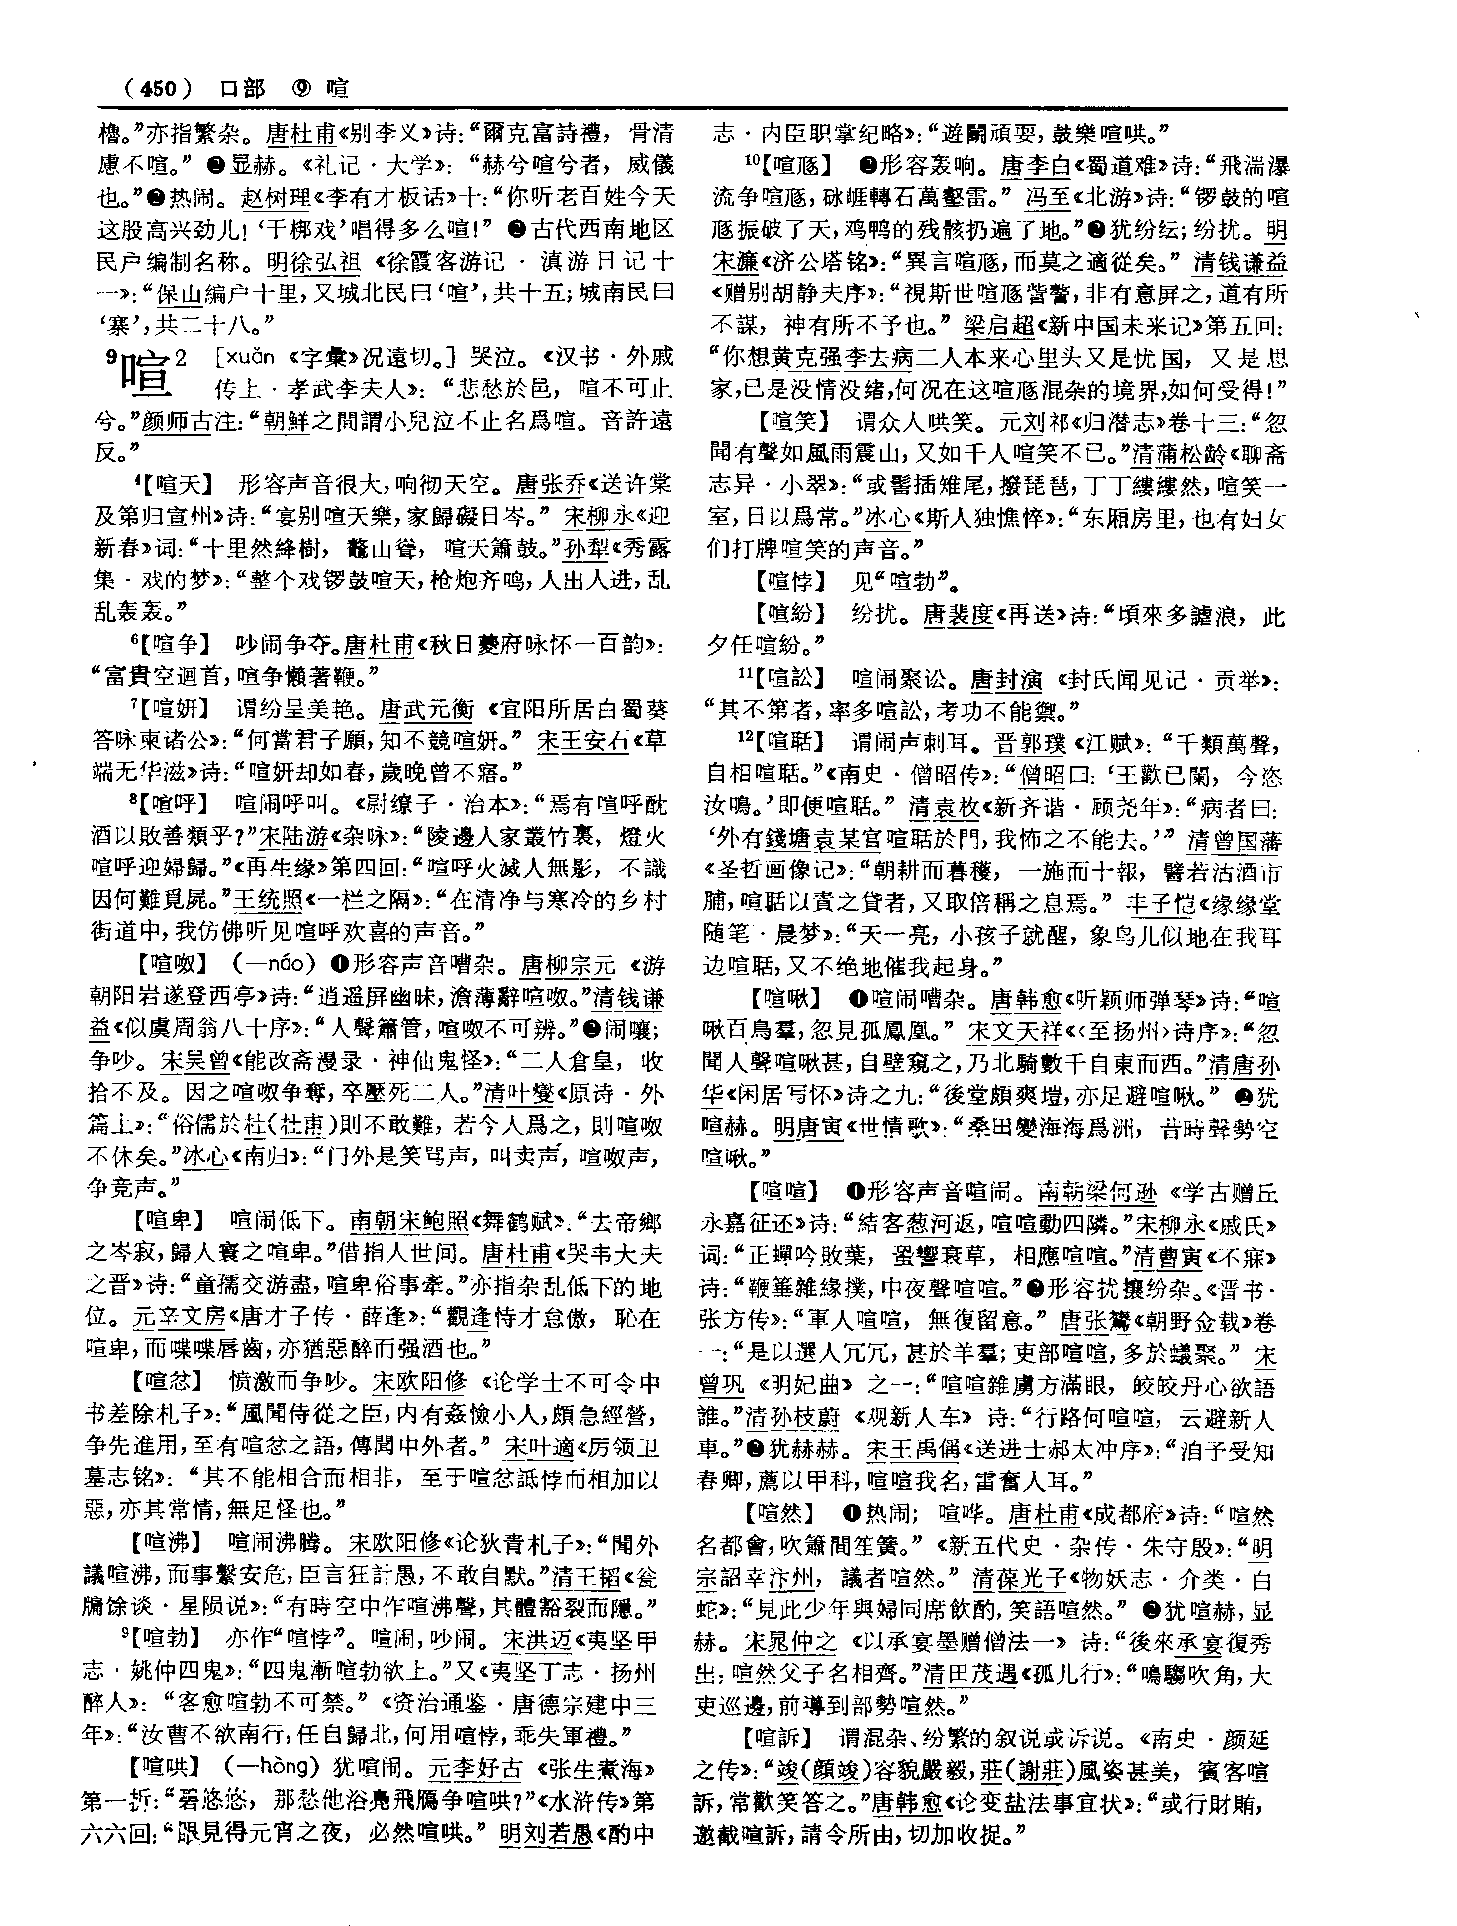 （450） 口部 ⑨ 喧
櫓。”亦指繁杂。唐杜甫《别李义》诗：“爾克富詩禮，骨清
慮不喧。” ❷显赫。《礼记·大学》：“赫兮喧兮者，威儀
也。”❷热闹。赵树理《李有才板话》十：“你听老百姓今天
这股高兴劲儿！‘干梆戏’唱得多么喧！” ❷古代西南地区
民户编制名称。明徐弘祖《徐霞客游记·滇游日记十
一》：“保山编户十里，又城北民曰‘喧’，共十五；城南民曰
‘寨’，共二十八。”
⁹喧2 ［xuǎn《字彙》况遠切。］哭泣。《汉书·外戚
传上·孝武李夫人》：“悲愁於邑，喧不可止
兮。”颜师古注：“朝鮮之間謂小兒泣不止名爲喧。音許遠
反。”
⁴【喧天】 形容声音很大，响彻天空。唐张乔《送许棠
及第归宣州》诗：“宴别喧天樂，家歸礙日岑。” 宋柳永《迎
新春》词：“十里然絳樹，鼇山聳，喧天簫鼓。”孙犁《秀露
集·戏的梦》：“整个戏锣鼓喧天，枪炮齐鸣，人出人进，乱
乱轰轰。”
⁶【喧争】 吵闹争夺。唐杜甫《秋日夔府咏怀一百韵》：
“富貴空迴首，喧争懶著鞭。”
⁷【喧妍】 谓纷呈美艳。唐武元衡《宜阳所居白蜀葵
答咏柬诸公》：“何當君子願，知不競喧妍。” 宋王安石《草
端无华滋》诗：“喧妍却如春，歲晚曾不寤。”
⁸【喧呼】 喧闹呼叫。《尉缭子·治本》：“焉有喧呼酖
酒以敗善類乎？”宋陆游《杂咏》：“陵邊人家叢竹裏，燈火
喧呼迎婦歸。”《再生缘》第四回：“喧呼火滅人無影，不識
因何難覓屍。”王统照《一栏之隔》：“在清净与寒冷的乡村
街道中，我仿佛听见喧呼欢喜的声音。”
【喧呶】 （—náo）❶形容声音嘈杂。唐柳宗元《游
朝阳岩遂登西亭》诗：“逍遥屏幽昧，澹薄辭喧呶。”清钱谦
益《似虞周翁八十序》：“人聲簫管，喧呶不可辨。”❷闹嚷；
争吵。宋吴曾《能改斋漫录·神仙鬼怪》：“二人倉皇，收
拾不及。因之喧呶争奪，卒壓死二人。”清叶燮《原诗·外
篇上》：“俗儒於杜（杜甫）則不敢難，若今人爲之，則喧呶
不休矣。”冰心《南归》：“门外是笑骂声，叫卖声，喧呶声，
争竞声。”
【喧卑】 喧闹低下。南朝宋鲍照《舞鹤赋》：“去帝鄉
之岑寂，歸人寰之喧卑。”借指人世间。唐杜甫《哭韦大夫
之晋》诗：“童孺交游盡，喧卑俗事牽。”亦指杂乱低下的地
位。元辛文房《唐才子传·薛逢》：“觀逢恃才怠傲，恥在
喧卑，而喋喋唇齒，亦猶惡醉而强酒也。”
【喧忿】 愤激而争吵。宋欧阳修《论学士不可令中
书差除札子》：“風聞侍從之臣，内有姦憸小人，頗急經營，
争先進用，至有喧忿之語，傳聞中外者。” 宋叶適《厉领卫
墓志铭》：“其不能相合而相非，至于喧忿詆悖而相加以
惡，亦其常情，無足怪也。”
【喧沸】 喧闹沸腾。宋欧阳修《论狄青札子》：“聞外
議喧沸，而事繫安危，臣言狂計愚，不敢自默。”清王韬《瓮
牖馀谈·星陨说》：“有時空中作喧沸聲，其體豁裂而隱。”
⁹【喧勃】 亦作“喧悖”。喧闹，吵闹。宋洪迈《夷坚甲
志·姚仲四鬼》：“四鬼漸喧勃欲上。”又《夷坚丁志·扬州
醉人》：“客愈喧勃不可禁。”《资治通鉴·唐德宗建中三
年》：“汝曹不欲南行，任自歸北，何用喧悖，乖失軍禮。”
【喧哄】 （—hòng）犹喧闹。元李好古《张生煮海》
第一折：“碧悠悠，那愁他浴鳧飛鴈争喧哄？”《水浒传》第
六六回：“眼見得元宵之夜，必然喧哄。” 明刘若愚《酌中
志·内臣职掌纪略》：“遊鬭頑耍，鼓樂喧哄。”
¹⁰【喧豗】 ❶形容轰响。唐李白《蜀道难》诗：“飛湍瀑
流争喧豗，砯崖轉石萬壑雷。” 冯至《北游》诗：“锣鼓的喧
豗振破了天，鸡鸭的残骸扔遍了地。”❷犹纷纭；纷扰。明
宋濂《济公塔铭》：“異言喧豗，而莫之適從矣。” 清钱谦益
《赠别胡静夫序》：“視斯世喧豗訾謷，非有意屏之，道有所
不謀，神有所不予也。” 梁启超《新中国未来记》第五回：
“你想黄克强李去病二人本来心里头又是忧国，又是思
家，已是没情没绪，何况在这喧豗混杂的境界，如何受得！”
【喧笑】 谓众人哄笑。元刘祁《归潜志》卷十三：“忽
聞有聲如風雨震山，又如千人喧笑不已。”清蒲松龄《聊斋
志异·小翠》：“或髻插雉尾，撥琵琶，丁丁縷縷然，喧笑一
室，日以爲常。”冰心《斯人独憔悴》：“东厢房里，也有妇女
们打牌喧笑的声音。”
【喧悖】 见“喧勃”。
【喧紛】 纷扰。唐裴度《再送》诗：“頃來多謔浪，此
夕任喧紛。”
¹¹【喧訟】 喧闹聚讼。唐封演《封氏闻见记·贡举》：
“其不第者，率多喧訟，考功不能禦。”
¹²【喧聒】 谓闹声刺耳。晋郭璞《江赋》：“千類萬聲，
自相喧聒。”《南史·僧昭传》：“僧昭曰：‘王歡已闌，今恣
汝鳴。’即便喧聒。” 清袁枚《新齐谐·顾尧年》：“病者曰：
‘外有錢塘袁某官喧聒於門，我怖之不能去。’” 清曾国藩
《圣哲画像记》：“朝耕而暮穫，一施而十報，譬若沽酒市
脯，喧聒以責之貸者，又取倍稱之息焉。” 丰子恺《缘缘堂
随笔·晨梦》：“天一亮，小孩子就醒，象鸟儿似地在我耳
边喧聒，又不绝地催我起身。”
【喧啾】 ❶喧闹嘈杂。唐韩愈《听颖师弹琴》诗：“喧
啾百鳥羣，忽見孤鳳凰。” 宋文天祥《〈至扬州〉诗序》：“忽
聞人聲喧啾甚，自壁窺之，乃北騎數千自東而西。”清唐孙
华《闲居写怀》诗之九：“後堂頗爽塏，亦足避喧啾。” ❷犹
喧赫。明唐寅《世情歌》：“桑田變海海爲洲，昔時聲勢空
喧啾。”
【喧喧】 ❶形容声音喧闹。南朝梁何逊《学古赠丘
永嘉征还》诗：“結客葱河返，喧喧動四隣。”宋柳永《戚氏》
词：“正蟬吟敗葉，蛩響衰草，相應喧喧。”清曹寅《不寐》
诗：“鞭箠雜緣撲，中夜聲喧喧。”❷形容扰攘纷杂。《晋书·
张方传》：“軍人喧喧，無復留意。” 唐张鷟《朝野佥载》卷
一：“是以選人冗冗，甚於羊羣；吏部喧喧，多於蟻聚。” 宋
曾巩《明妃曲》之一：“喧喧雜虜方滿眼，皎皎丹心欲語
誰。”清孙枝蔚《观新人车》诗：“行路何喧喧，云避新人
車。”❷犹赫赫。宋王禹偁《送进士郝太冲序》：“洎予受知
春卿，薦以甲科，喧喧我名，雷奮人耳。”
【喧然】 ❶热闹；喧哗。唐杜甫《成都府》诗：“喧然
名都會，吹簫間笙簧。”《新五代史·杂传·朱守殷》：“明
宗詔幸汴州，議者喧然。” 清葆光子《物妖志·介类·白
蛇》：“見此少年與婦同席飲酌，笑語喧然。” ❷犹喧赫，显
赫。宋晁仲之《以承宴墨赠僧法一》诗：“後來承宴復秀
出，喧然父子名相齊。”清田茂遇《孤儿行》：“鳴騶吹角，大
吏巡邊，前導到部勢喧然。”
【喧訴】 谓混杂、纷繁的叙说或诉说。《南史·颜延
之传》：“竣（顔竣）容貌嚴毅，莊（謝莊）風姿甚美，賓客喧
訴，常歡笑答之。”唐韩愈《论变盐法事宜状》：“或行財賄，
邀截喧訴，請令所由，切加收捉。”